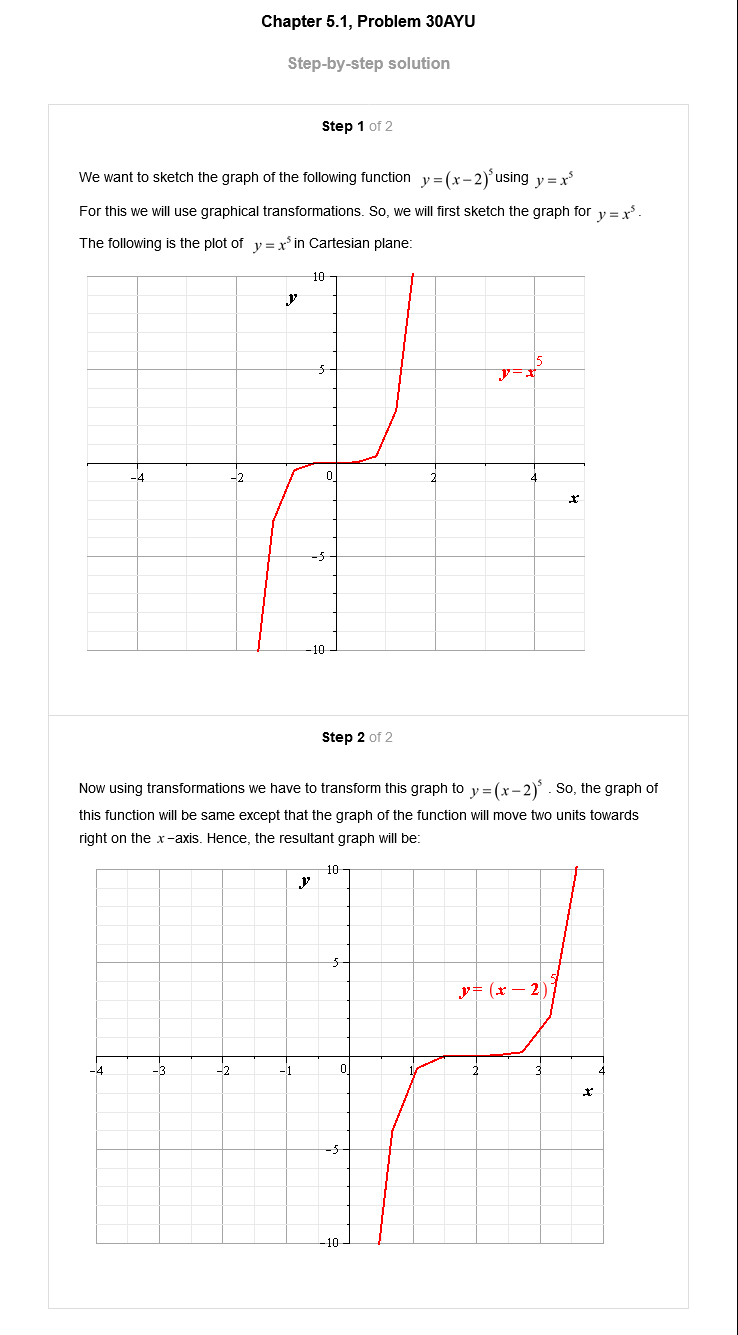 Chapter 5.1, Problem 30AYU
Step-by-step solution
Step 1 of 2
We want to sketch the graph of the following function y=(x−2)⁵ using y=x⁵
For this we will use graphical transformations. So, we will first sketch the graph for y=x⁵.
The following is the plot of y=x⁵ in Cartesian plane:
10
y
5
y=x⁵
−4 −2 0 2 4
x
−5
−10
Step 2 of 2
Now using transformations we have to transform this graph to y=(x−2)⁵. So, the graph of
this function will be same except that the graph of the function will move two units towards
right on the x−axis. Hence, the resultant graph will be:
10
y
5
y=(x−2)⁵
−4 −3 −2 −1 0 1 2 3 4
x
−5
−10